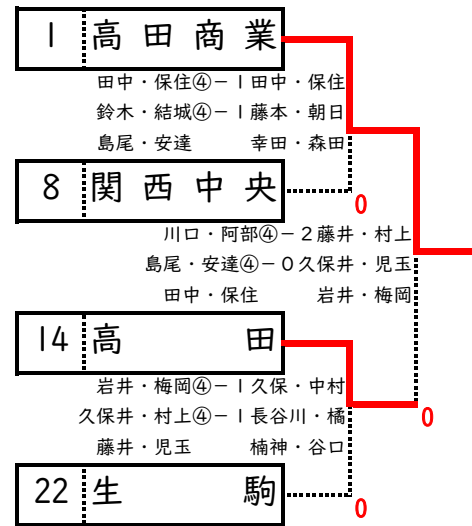 1 高田商業
田中・保住④－1田中・保住
鈴木・結城④－1藤本・朝日
島尾・安達 幸田・森田
8 関西中央
0
川口・阿部④－2藤井・村上
島尾・安達④－0久保井・児玉
田中・保住 岩井・梅岡
14 高田
岩井・梅岡④－1久保・中村
久保井・村上④－1長谷川・橘
0
藤井・児玉 楠神・谷口
22 生駒
0